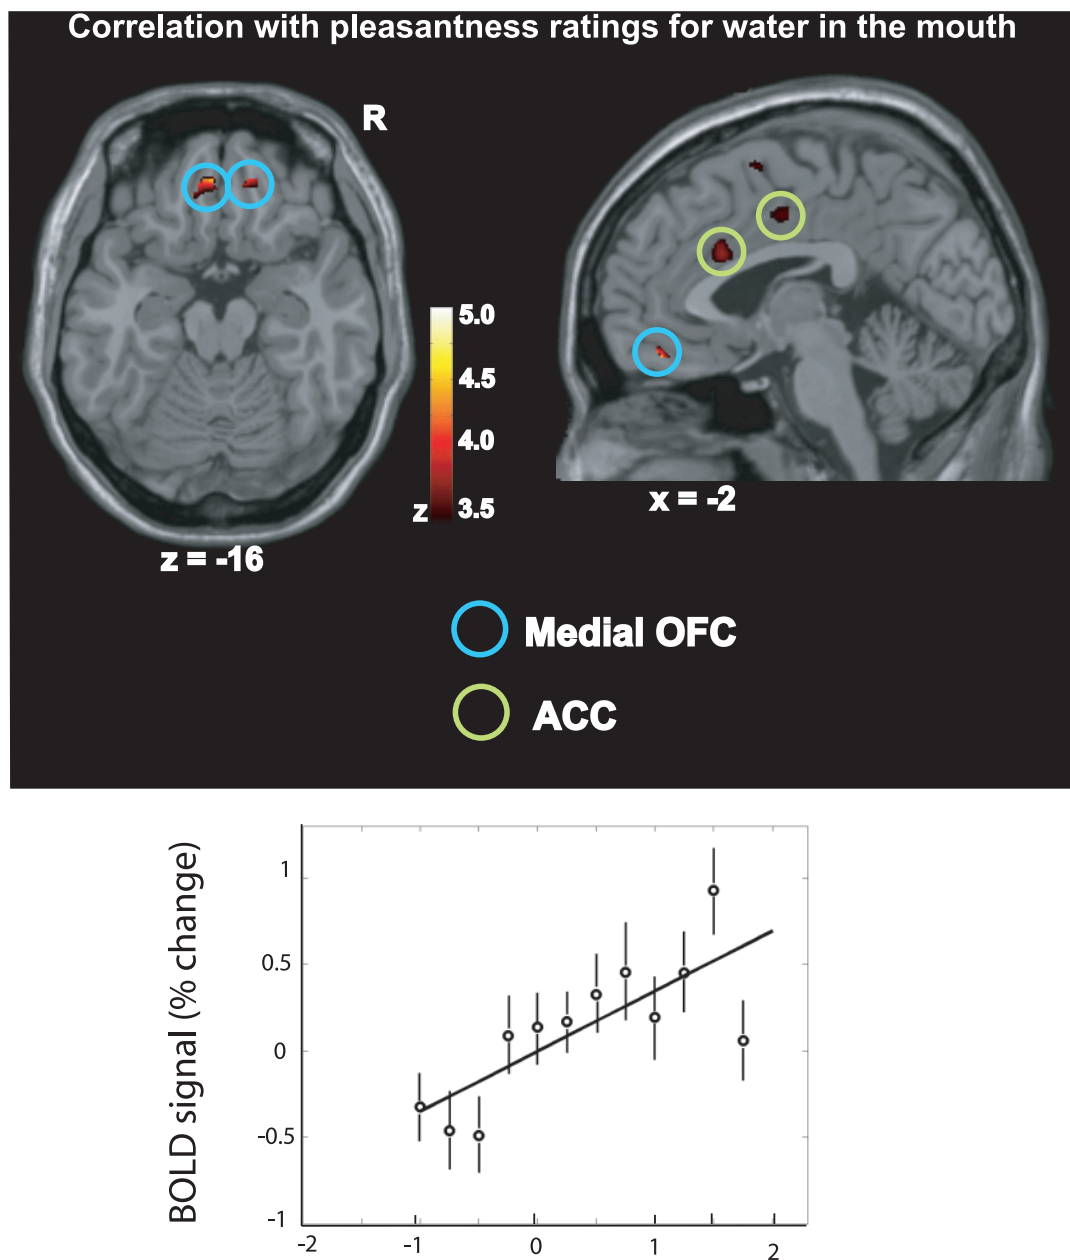 Correlation with pleasantness ratings for water in the mouth
R
5.0
4.5
4.0
3.5
z
z = -16
x = -2
Medial OFC
ACC
BOLD signal (% change)
1
0.5
0
-0.5
-1
-2 -1 0 1 2